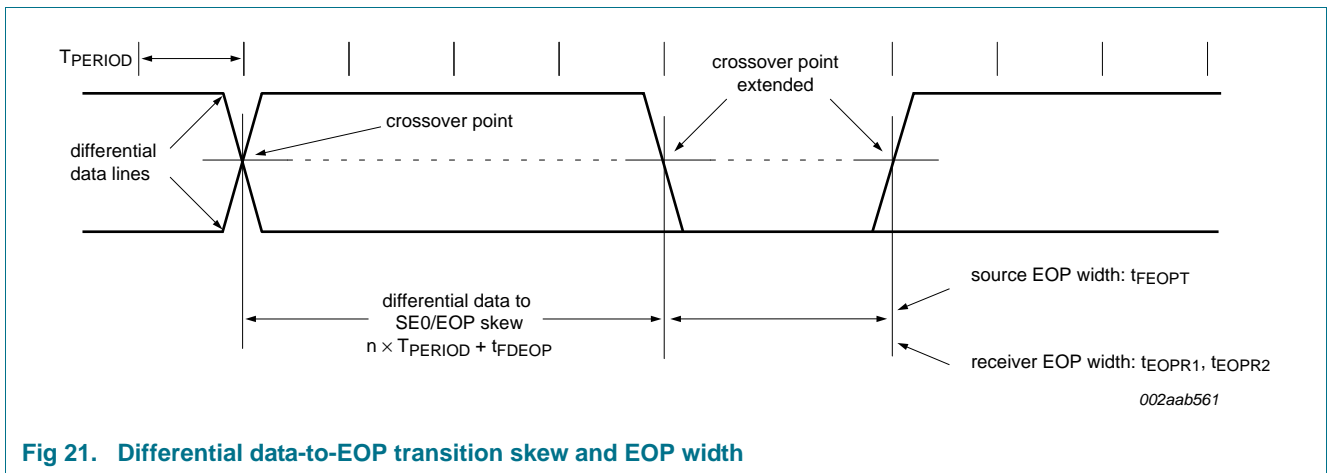 TPERIOD
crossover point
extended
crossover point
differential
data lines
differential data to
SE0/EOP skew
n × TPERIOD + tFDEOP
source EOP width: tFEOPT
receiver EOP width: tEOPR1, tEOPR2
002aab561
Fig 21. Differential data-to-EOP transition skew and EOP width